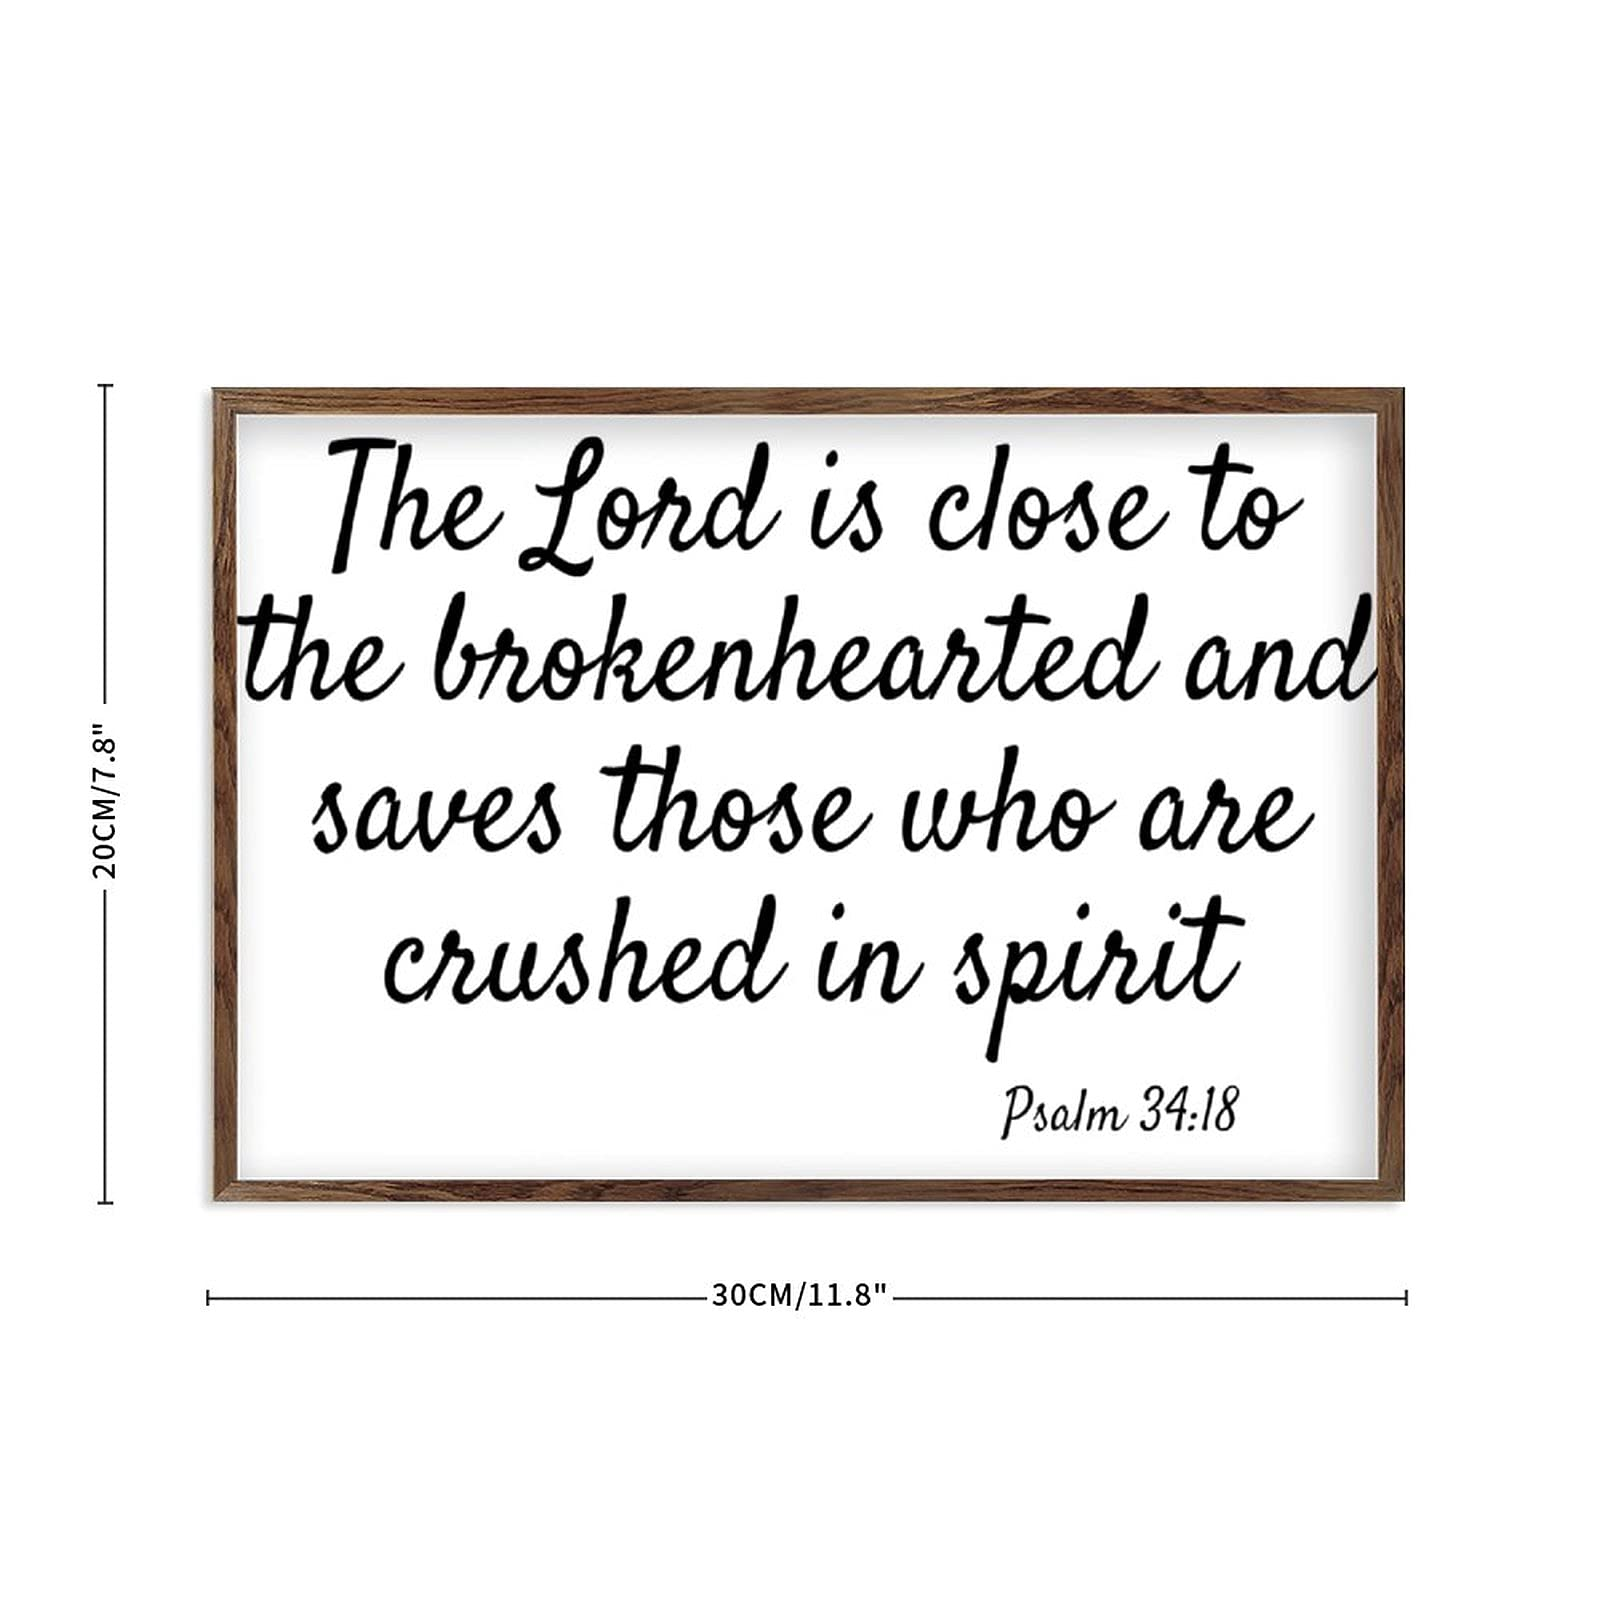 The Lord is close to
the brokenhearted and
saves those who are
crushed in spirit
Psalm 34:18
20CM/7.8"
30CM/11.8"